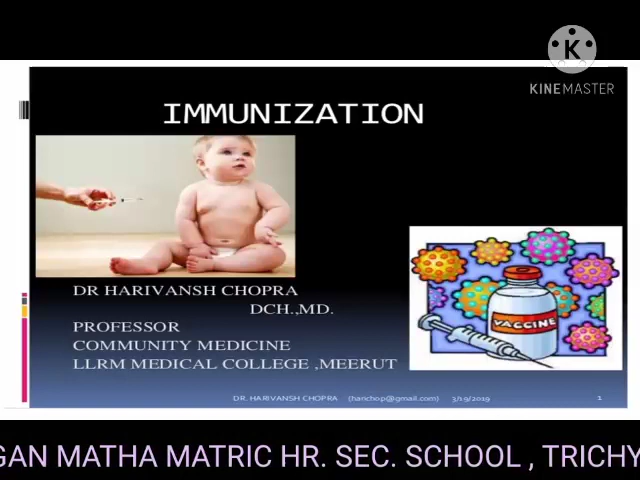 K
KINEMASTER
IMMUNIZATION
VACCINE
DR HARIVANSH CHOPRA
DCH.,MD.
PROFESSOR
COMMUNITY MEDICINE
LLRM MEDICAL COLLEGE ,MEERUT
DR. HARIVANSH CHOPRA (harichop@gmail.com) 3/19/2019 1
GAN MATHA MATRIC HR. SEC. SCHOOL , TRICHY